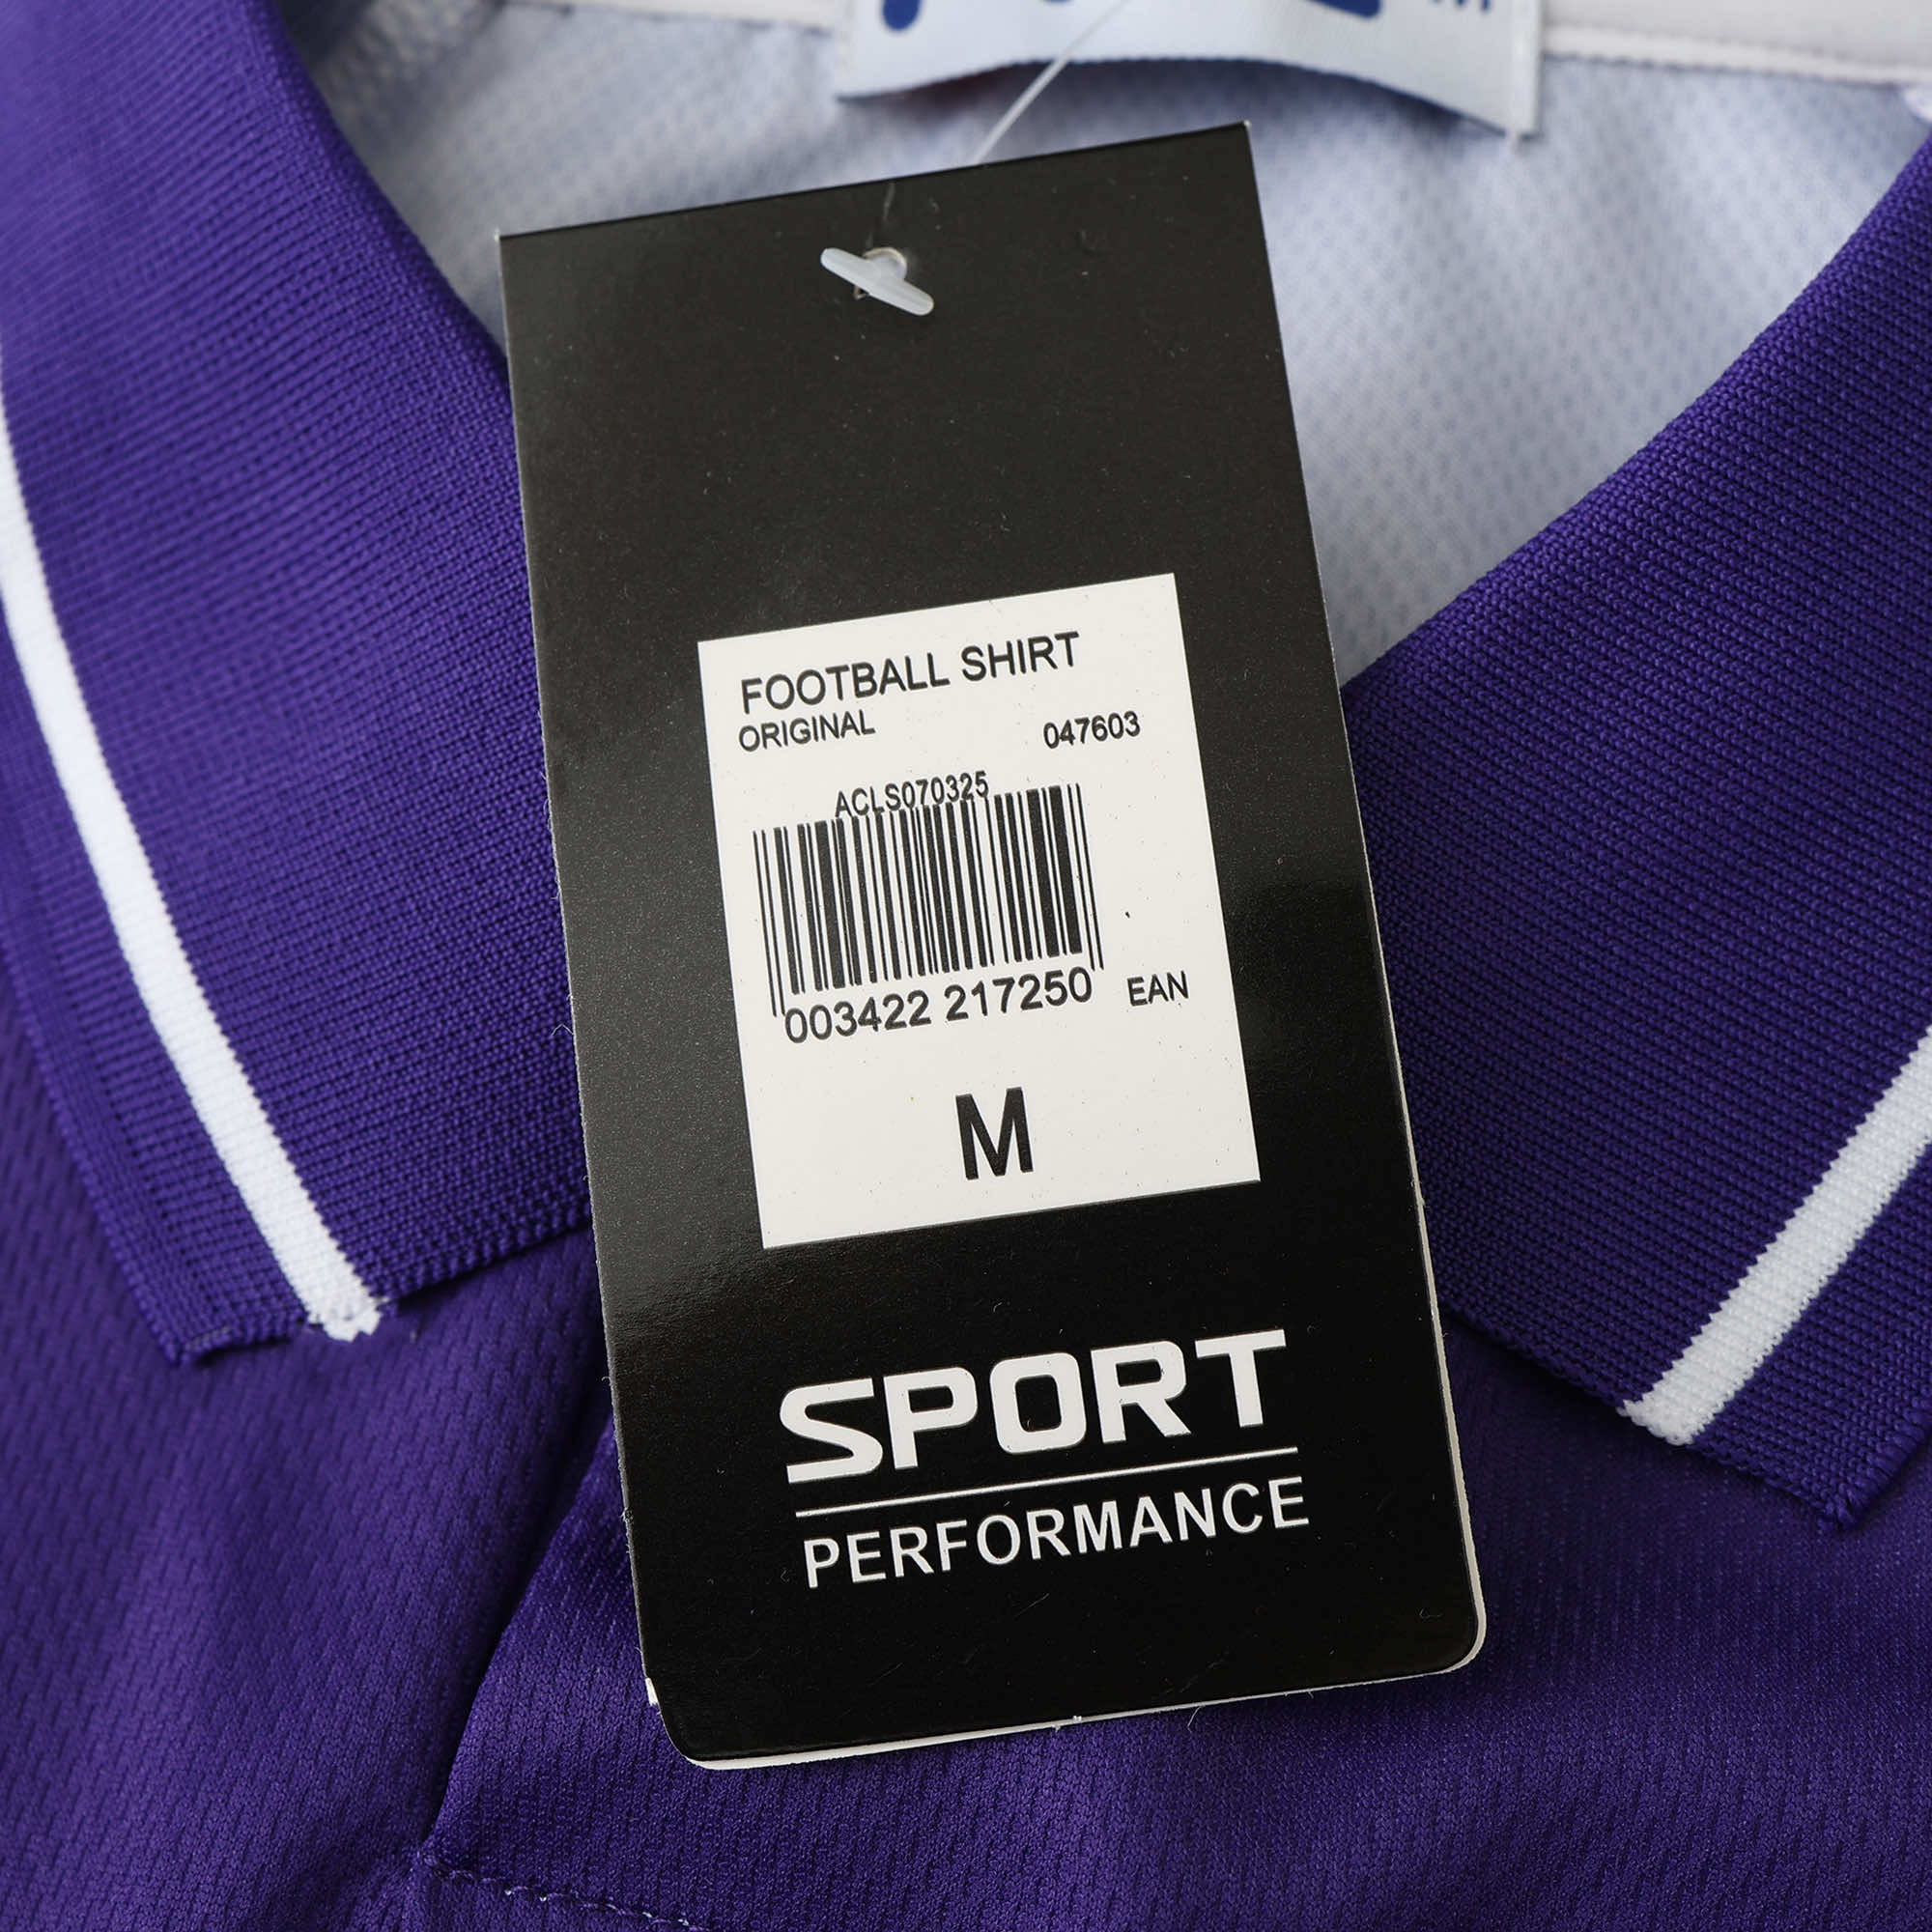 FOOTBALL SHIRT
ORIGINAL 047603
ACLS070325
003422 217250 EAN
M
SPORT
PERFORMANCE